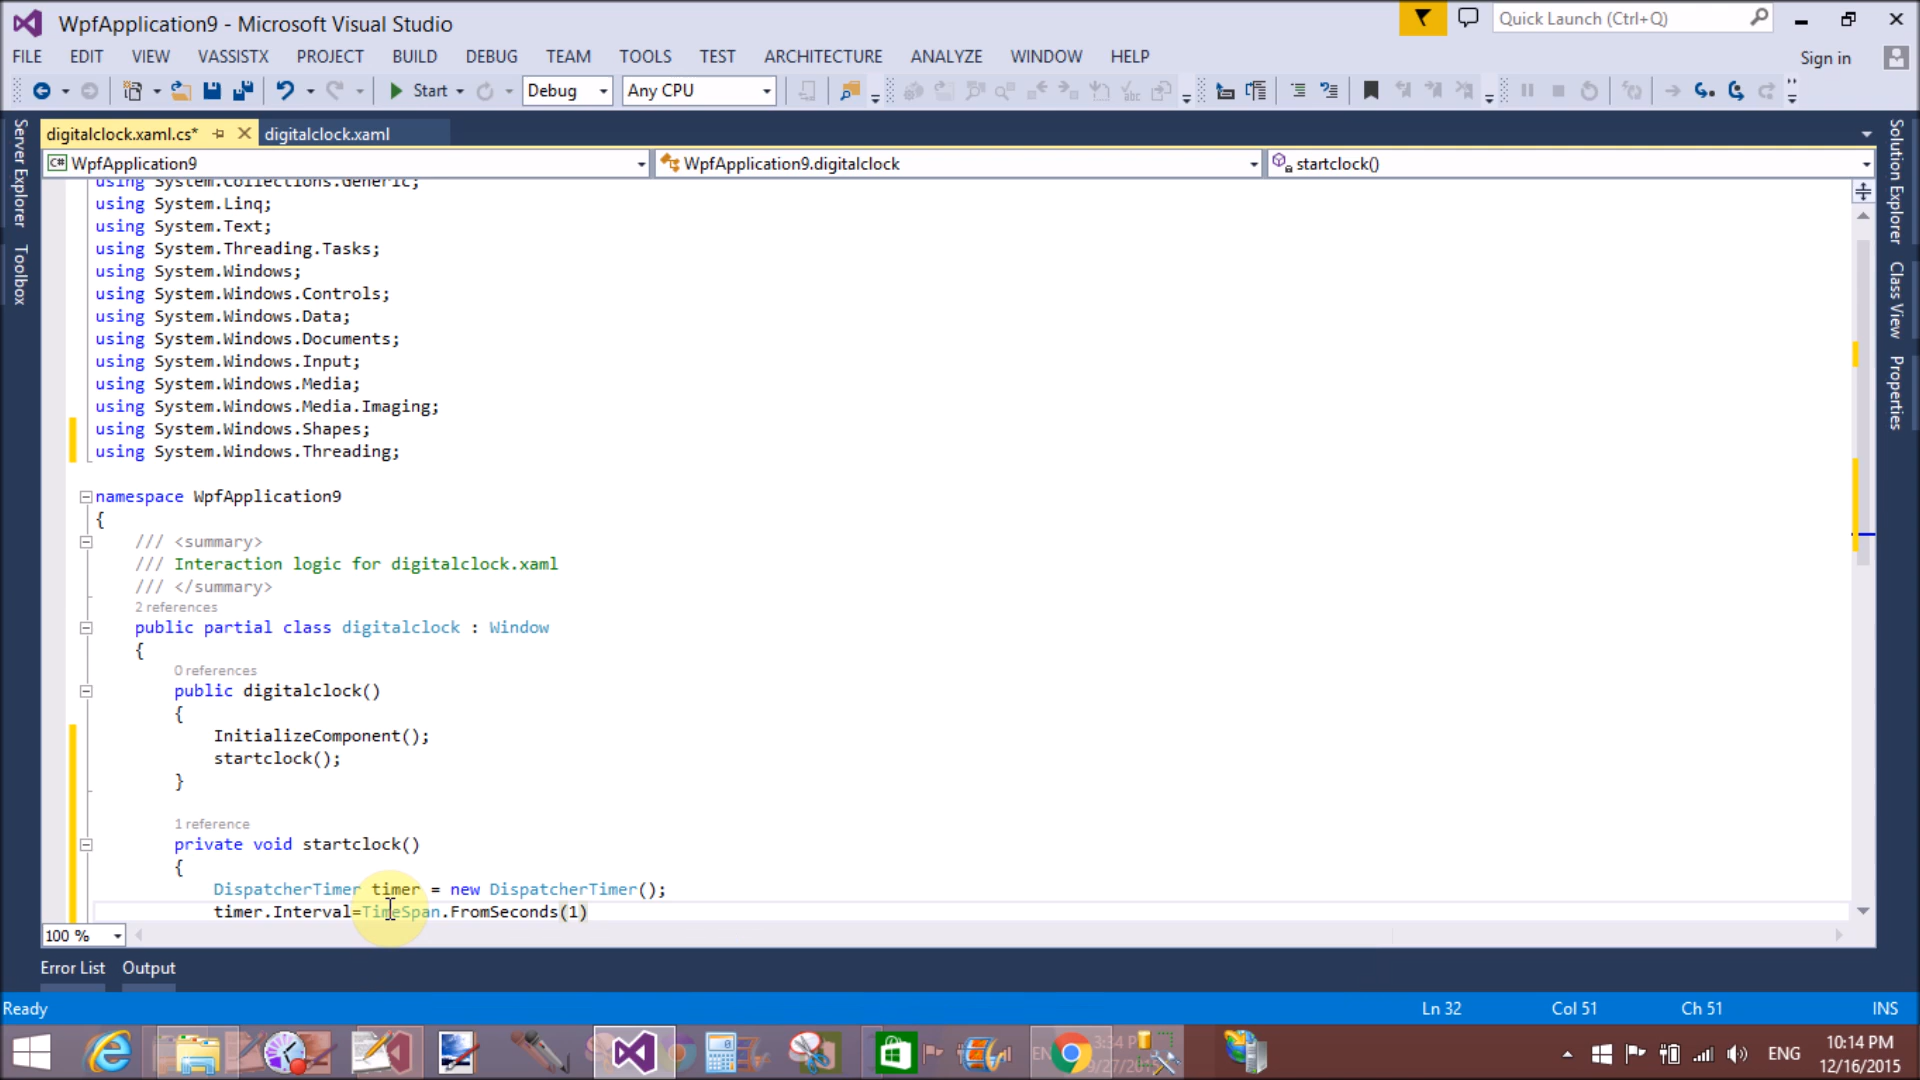 WpfApplication9 - Microsoft Visual Studio
Quick Launch (Ctrl+Q)
FILE EDIT VIEW VASSISTX PROJECT BUILD DEBUG TEAM TOOLS TEST ARCHITECTURE ANALYZE WINDOW HELP
Sign in
Start Debug Any CPU
digitalclock.xaml.cs* digitalclock.xaml
WpfApplication9 WpfApplication9.digitalclock startclock()
Server Explorer
Toolbox
Solution Explorer
Class View
Properties
using System.Collections.Generic;
using System.Linq;
using System.Text;
using System.Threading.Tasks;
using System.Windows;
using System.Windows.Controls;
using System.Windows.Data;
using System.Windows.Documents;
using System.Windows.Input;
using System.Windows.Media;
using System.Windows.Media.Imaging;
using System.Windows.Shapes;
using System.Windows.Threading;
namespace WpfApplication9
{
/// <summary>
/// Interaction logic for digitalclock.xaml
/// </summary>
2 references
public partial class digitalclock : Window
{
0 references
public digitalclock()
{
InitializeComponent();
startclock();
}
1 reference
private void startclock()
{
DispatcherTimer timer = new DispatcherTimer();
timer.Interval=TimeSpan.FromSeconds(1)
100 %
Error List Output
Ready Ln 32 Col 51 Ch 51 INS
ENG
10:14 PM
12/16/2015